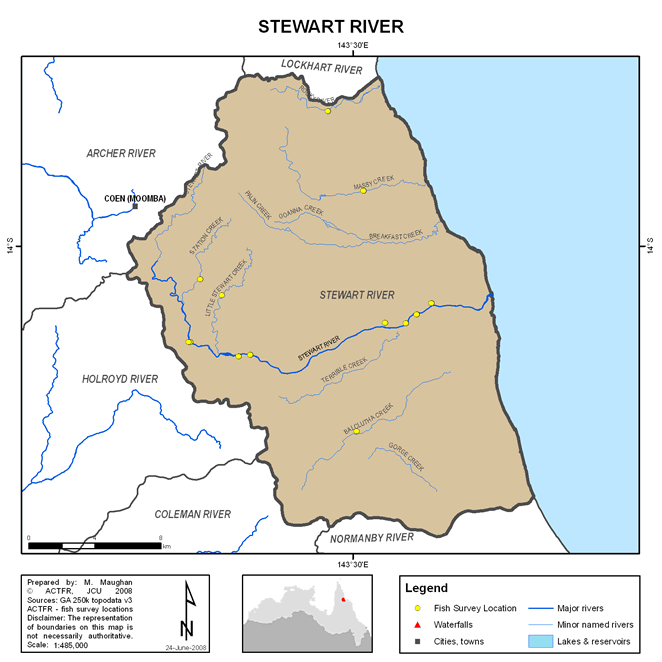 STEWART RIVER
143°30'E
LOCKHART RIVER
ARCHER RIVER
MASSY CREEK
COEN (MOOMBA)
PALIN CREEK
GOANNA CREEK
STATION CREEK
BREAKFAST CREEK
14°S
14°S
LITTLE STEWART CREEK
STEWART RIVER
STEWART RIVER
TERRIBLE CREEK
HOLROYD RIVER
BALCLUTHA CREEK
GORGE CREEK
COLEMAN RIVER
NORMANBY RIVER
0
4
8
km
143°30'E
Prepared by: M. Maughan
© ACTFR, JCU 2008
Sources: GA 250k topodata v3
ACTFR - fish survey locations
Disclaimer: The representation
of boundaries on this map is
not necessarily authoritative.
Scale: 1:485,000
N
24-June-2008
Legend
Fish Survey Location
Major rivers
Waterfalls
Minor named rivers
Cities, towns
Lakes & reservoirs